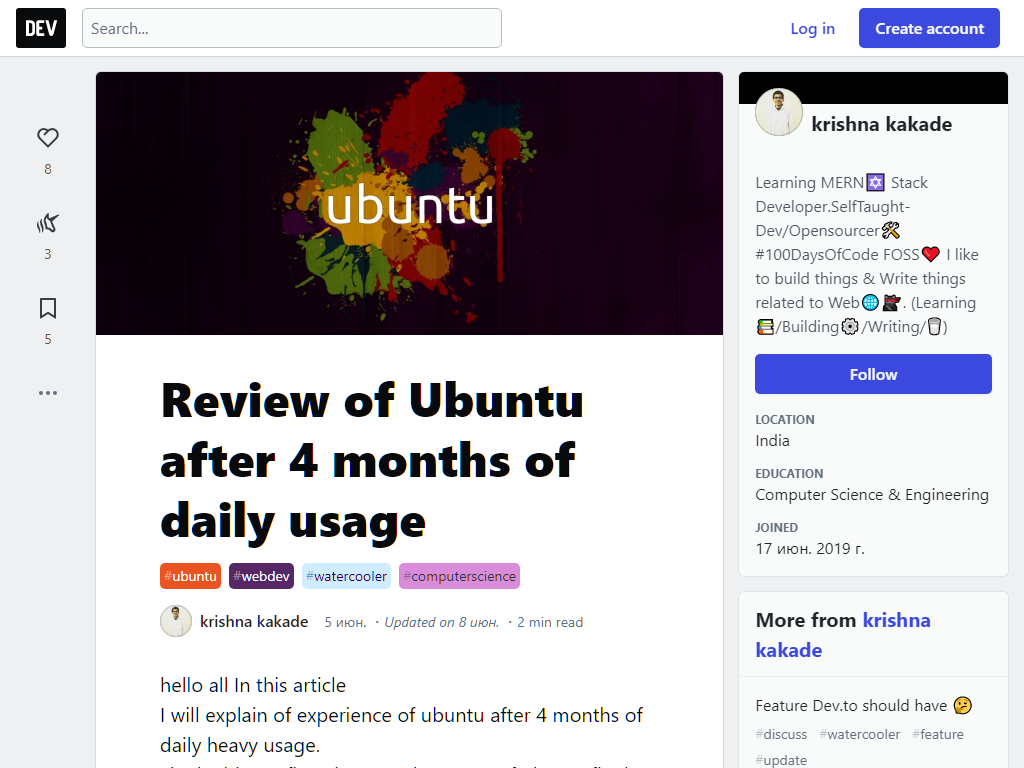 DEV
Search...
Log in
Create account
8
3
5
ubuntu
Review of Ubuntu
after 4 months of
daily usage
#ubuntu #webdev #watercooler #computerscience
krishna kakade 5 июн. · Updated on 8 июн. · 2 min read
hello all In this article
I will explain of experience of ubuntu after 4 months of
daily heavy usage.
krishna kakade
Learning MERN🔯 Stack
Developer.SelfTaught-
Dev/Opensourcer🛠
#100DaysOfCode FOSS❤️ I like
to build things & Write things
related to Web🌐. (Learning
📚/Building⚙/Writing/🥛)
Follow
LOCATION
India
EDUCATION
Computer Science & Engineering
JOINED
17 июн. 2019 г.
More from krishna
kakade
Feature Dev.to should have 🤔
#discuss #watercooler #feature
#update